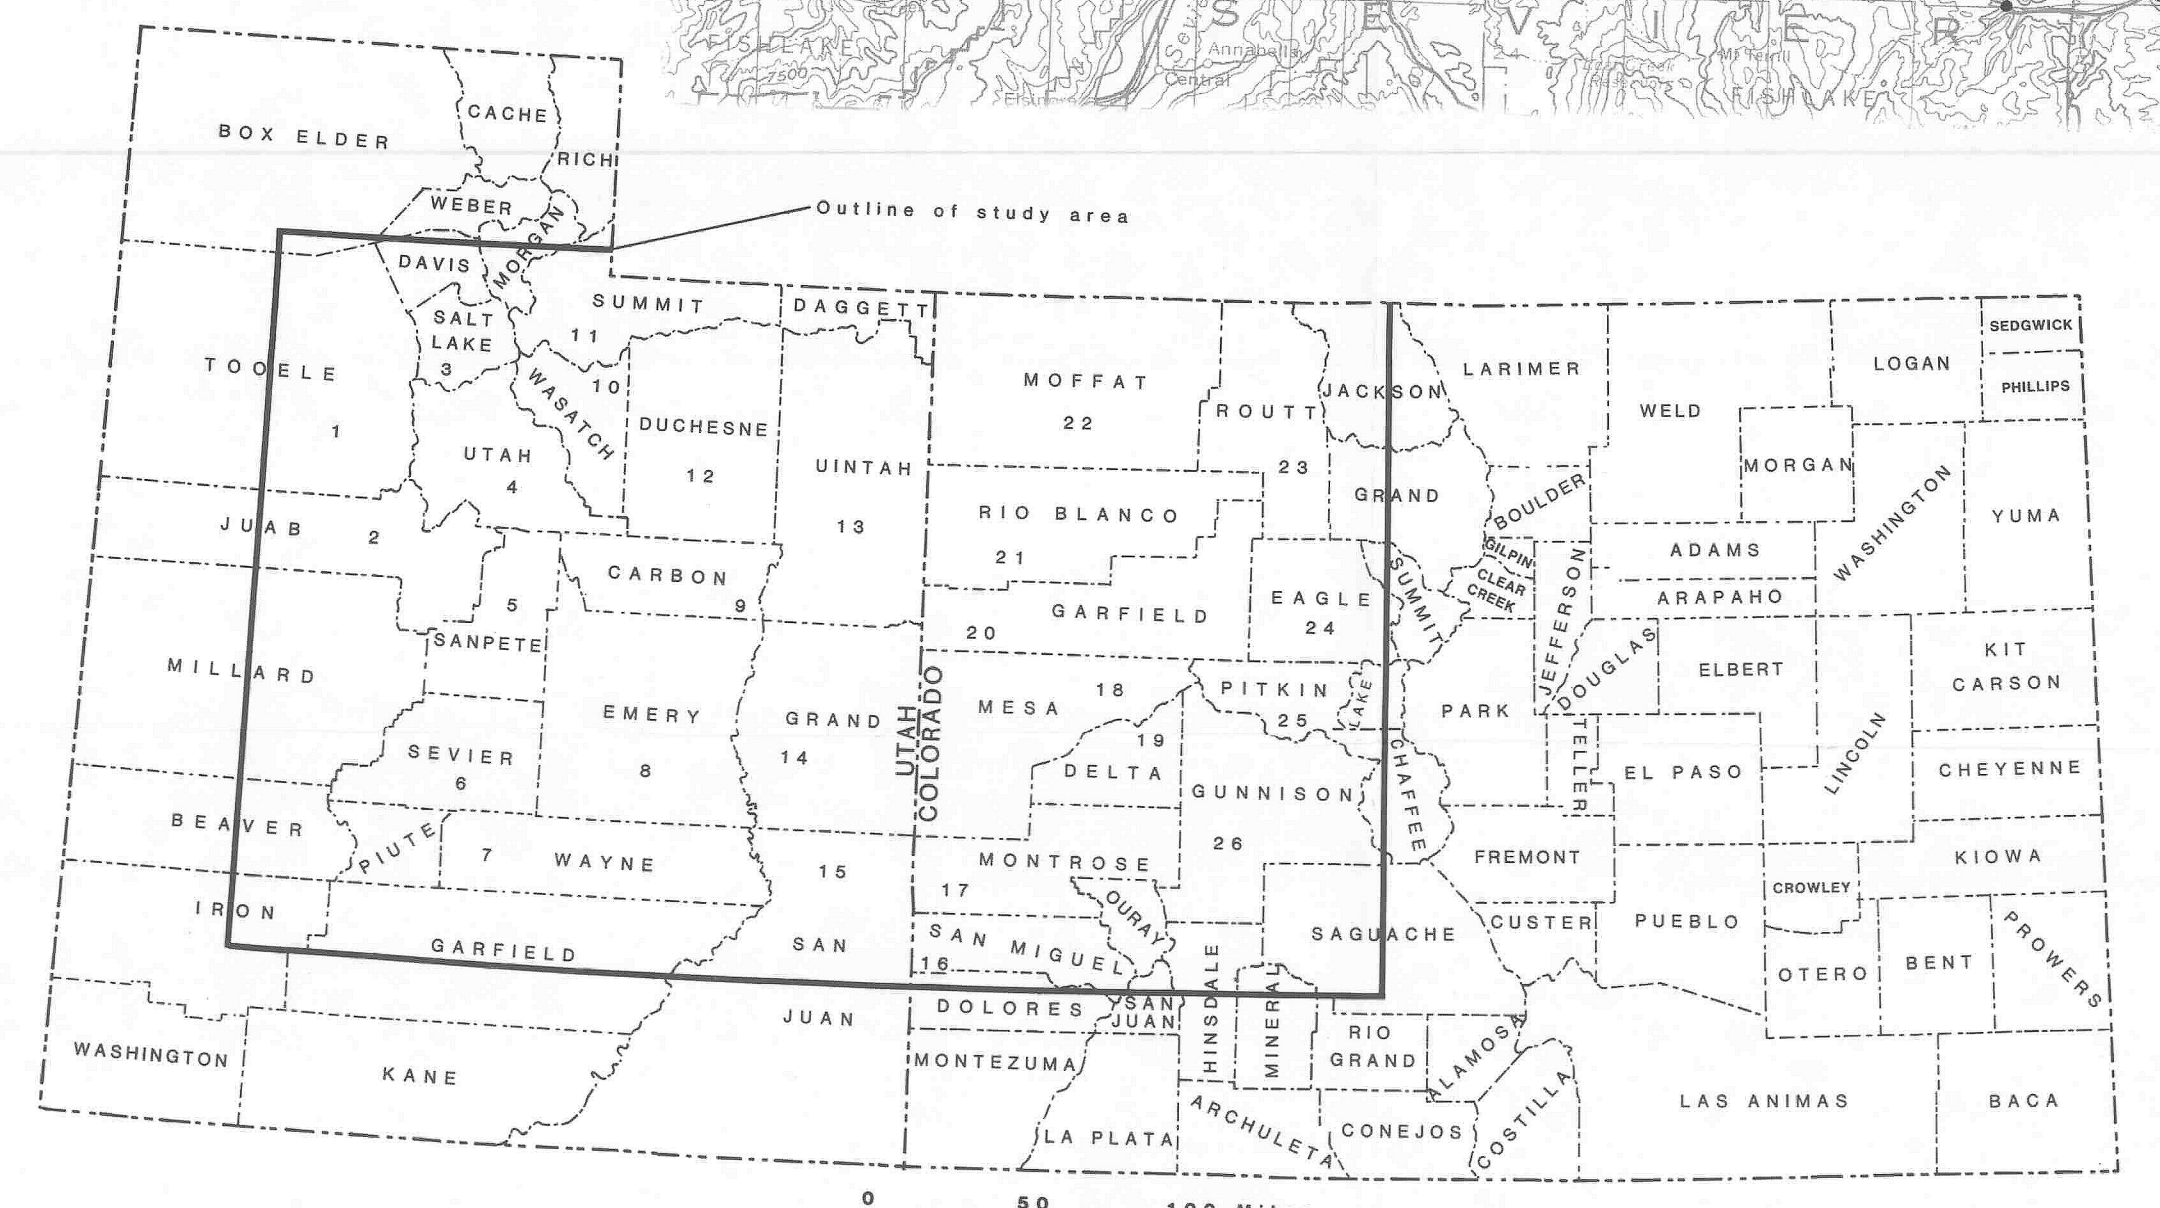 S E V I E R
FISHLAKE
Annabella
Central
7500
FISHLAKE
BOX ELDER
CACHE
RICH
WEBER
MORGAN
Outline of study area
DAVIS
SUMMIT
11
DAGGETT
SALT
LAKE
3
TOOELE
1
WASATCH
10
DUCHESNE
12
UTAH
4
UINTAH
13
JUAB
2
CARBON
9
5
SANPETE
MILLARD
EMERY
8
GRAND
14
SEVIER
6
BEAVER
PIUTE
7
WAYNE
15
IRON
GARFIELD
SAN
JUAN
WASHINGTON
KANE
UTAH
COLORADO
MOFFAT
22
ROUTT
23
JACKSON
LARIMER
WELD
LOGAN
SEDGWICK
PHILLIPS
MORGAN
WASHINGTON
YUMA
RIO BLANCO
21
GRAND
BOULDER
GILPIN
CLEAR
CREEK
JEFFERSON
ADAMS
ARAPAHO
GARFIELD
20
EAGLE
24
SUMMIT
DOUGLAS
ELBERT
KIT
CARSON
MESA
18
PITKIN
25
LAKE
PARK
TELLER
EL PASO
LINCOLN
CHEYENNE
19
DELTA
GUNNISON
26
CHAFFEE
FREMONT
KIOWA
MONTROSE
17
OURAY
CROWLEY
SAGUACHE
CUSTER
PUEBLO
PROWERS
SAN MIGUEL
16
HINSDALE
MINERAL
OTERO
BENT
DOLORES
SAN
JUAN
RIO
GRAND
ALAMOSA
MONTEZUMA
COSTILLA
LAS ANIMAS
BACA
LA PLATA
ARCHULETA
CONEJOS
0 50